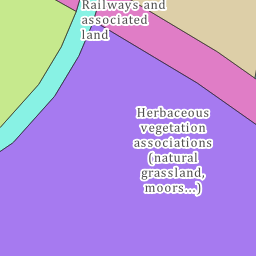 Railways and
associated
land
Herbaceous
vegetation
associations
(natural
grassland,
moors...)